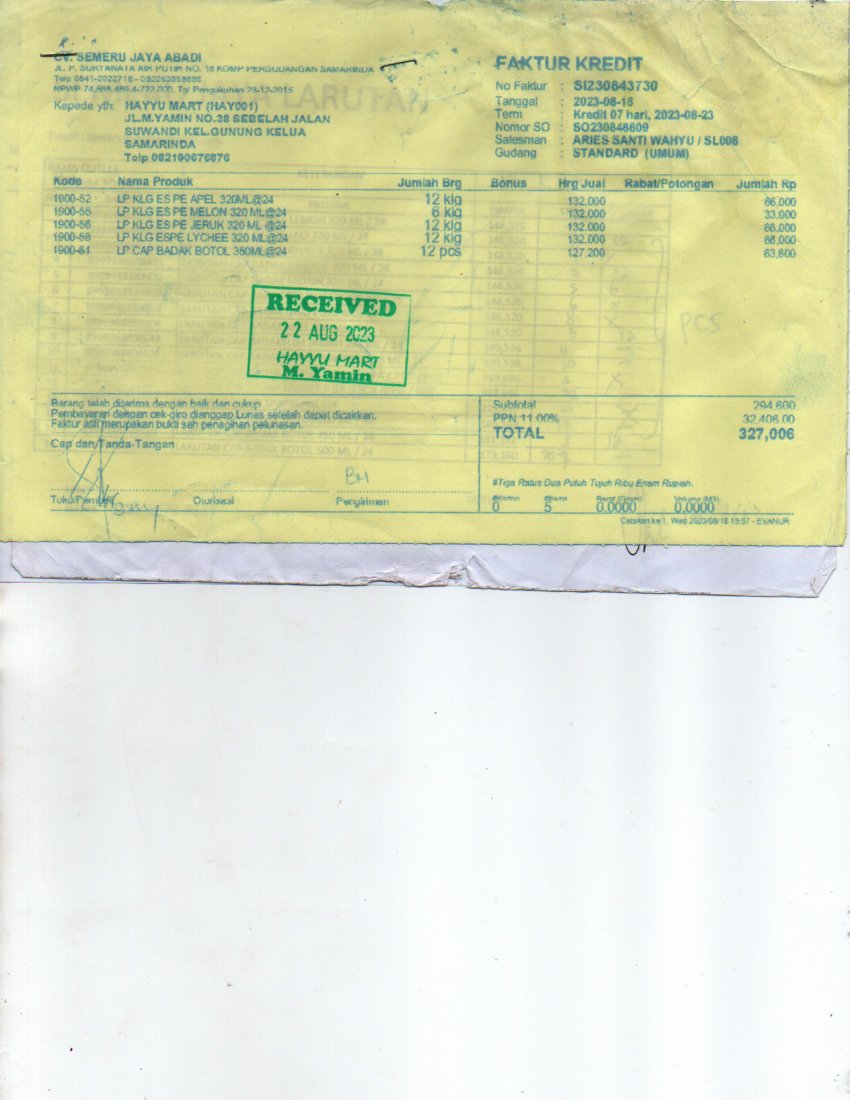 CV. SEMERU JAYA ABADI
JL. P. SURYANATA AIR PUTIH NO. 18 KOMP PERGUDANGAN SAMARINDA
Telp 0541-2022716 - 082253858686
NPWP 74,588,489,4-722,000, Tgl Pengukuhan 23-12-2015
Kepada yth: HAYYU MART (HAY001)
JL.M.YAMIN NO.38 SEBELAH JALAN
SUWANDI KEL.GUNUNG KELUA
SAMARINDA
Telp 082190676876
FAKTUR KREDIT
No Faktur : SI230843730
Tanggal : 2023-08-18
Term : Kredit 07 hari, 2023-08-23
Nomor SO : SO230848609
Salesman : ARIES SANTI WAHYU / SL008
Gudang : STANDARD (UMUM)
Kode Nama Produk Jumlah Brg Bonus Hrg Jual Rabat/Potongan Jumlah Rp
1900-52 LP KLG ES PE APEL 320ML@24 12 klg 132,000 66,000
1900-55 LP KLG ES PE MELON 320 ML@24 6 klg 132,000 33,000
1900-56 LP KLG ES PE JERUK 320 ML @24 12 klg 132,000 66,000
1900-58 LP KLG ESPE LYCHEE 320 ML@24 12 klg 132,000 66,000
1900-61 LP CAP BADAK BOTOL 350ML@24 12 pcs 127,200 63,600
RECEIVED
22 AUG 2023
HAYYU MART
M. Yamin
PCS
Barang telah diterima dengan baik dan cukup
Pembayaran dengan cek-giro dianggap Lunas setelah dapat dicairkan.
Faktur asli merupakan bukti sah penagihan pelunasan.
Cap dan Tanda-Tangan
Toko/Pembeli Otorisasi Pengiriman
Subtotal 294,600
PPN 11.00% 32,406.00
TOTAL 327,006
#Tiga Ratus Dua Puluh Tujuh Ribu Enam Rupiah.
#Karton #Items Berat (Gram) Volume (M3)
0 5 0.0000 0.0000
Cetakan ke 1, Wed 2023/08/16 15:57 - EVANUR